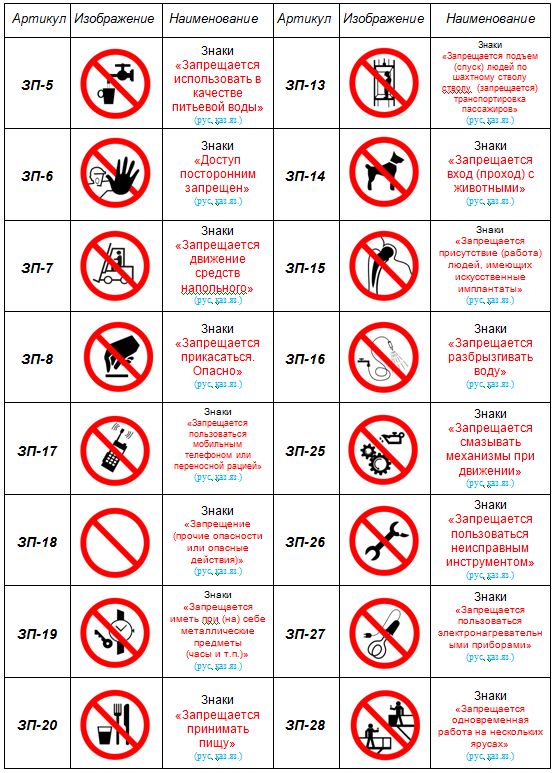 Артикул Изображение Наименование Артикул Изображение Наименование
ЗП-5
Знаки
«Запрещается
использовать в
качестве
питьевой воды»
(рус,каз.яз.)
ЗП-13
Знаки
«Запрещается подъем
(спуск) людей по
шахтному стволу
стволу (запрещается)
транспортировка
пассажиров»
(рус,каз.яз.)
ЗП-6
Знаки
«Доступ
посторонним
запрещен»
(рус,каз.яз.)
ЗП-14
Знаки
«Запрещается
вход (проход) с
животными»
(рус,каз.яз.)
ЗП-7
Знаки
«Запрещается
движение
средств
напольного»
(рус,каз.яз.)
ЗП-15
Знаки
«Запрещается
присутствие (работа)
людей, имеющих
искусственные
имплантаты»
(рус,каз.яз.)
ЗП-8
Знаки
«Запрещается
прикасаться.
Опасно»
(рус,каз.яз.)
ЗП-16
Знаки
«Запрещается
разбрызгивать
воду»
(рус,каз.яз.)
ЗП-17
Знаки
«Запрещается
пользоваться
мобильным
телефоном или
переносной рацией»
(рус,каз.яз.)
ЗП-25
Знаки
«Запрещается
смазывать
механизмы при
движении»
(рус,каз.яз.)
ЗП-18
Знаки
«Запрещение
(прочие опасности
или опасные
действия)»
(рус,каз.яз.)
ЗП-26
Знаки
«Запрещается
пользоваться
неисправным
инструментом»
(рус,каз.яз.)
ЗП-19
Знаки
«Запрещается
иметь при (на) себе
металлические
предметы
(часы и т.п.)»
(рус,каз.яз.)
ЗП-27
Знаки
«Запрещается
пользоваться
электронагревательн
ыми приборами»
(рус,каз.яз.)
ЗП-20
Знаки
«Запрещается
принимать
пищу»
(рус,каз.яз.)
ЗП-28
Знаки
«Запрещается
одновременная
работа на нескольких
ярусах»
(рус,каз.яз.)